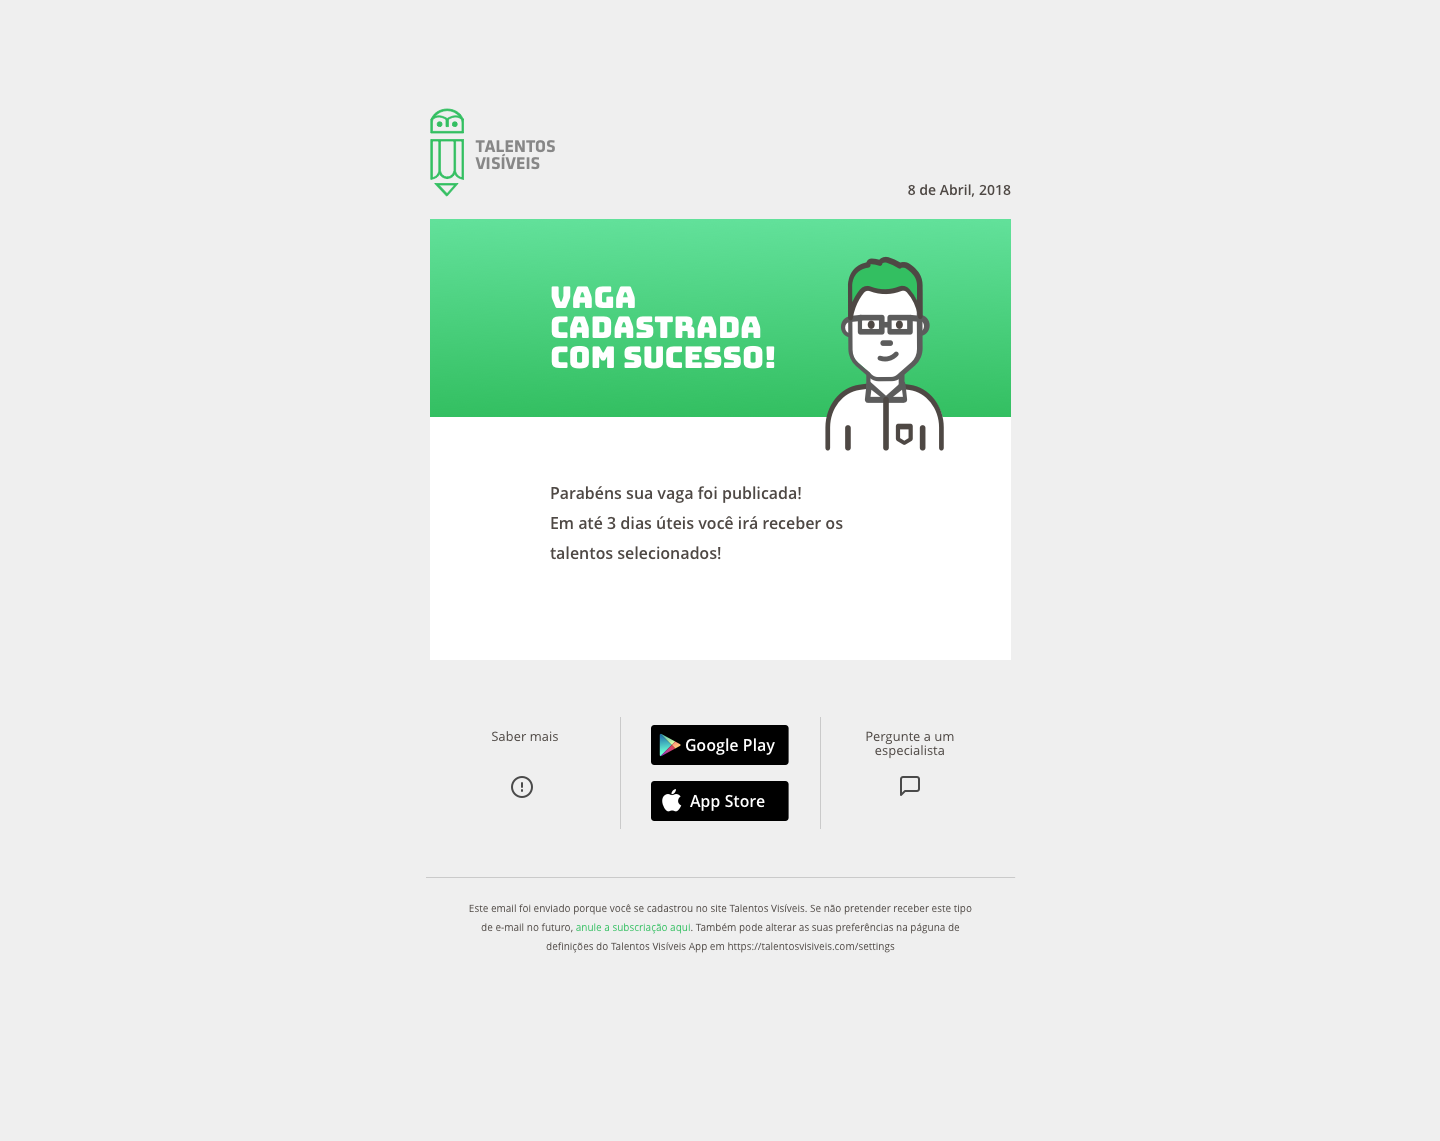 TALENTOS
VISÍVEIS
8 de Abril, 2018
VAGA
CADASTRADA
COM SUCESSO!
Parabéns sua vaga foi publicada!
Em até 3 dias úteis você irá receber os
talentos selecionados!
Saber mais
Google Play
App Store
Pergunte a um
especialista
Este email foi enviado porque você se cadastrou no site Talentos Visíveis. Se não pretender receber este tipo
de e-mail no futuro, anule a subscriação aqui. Também pode alterar as suas preferências na páguna de
definições do Talentos Visíveis App em https://talentosvisiveis.com/settings